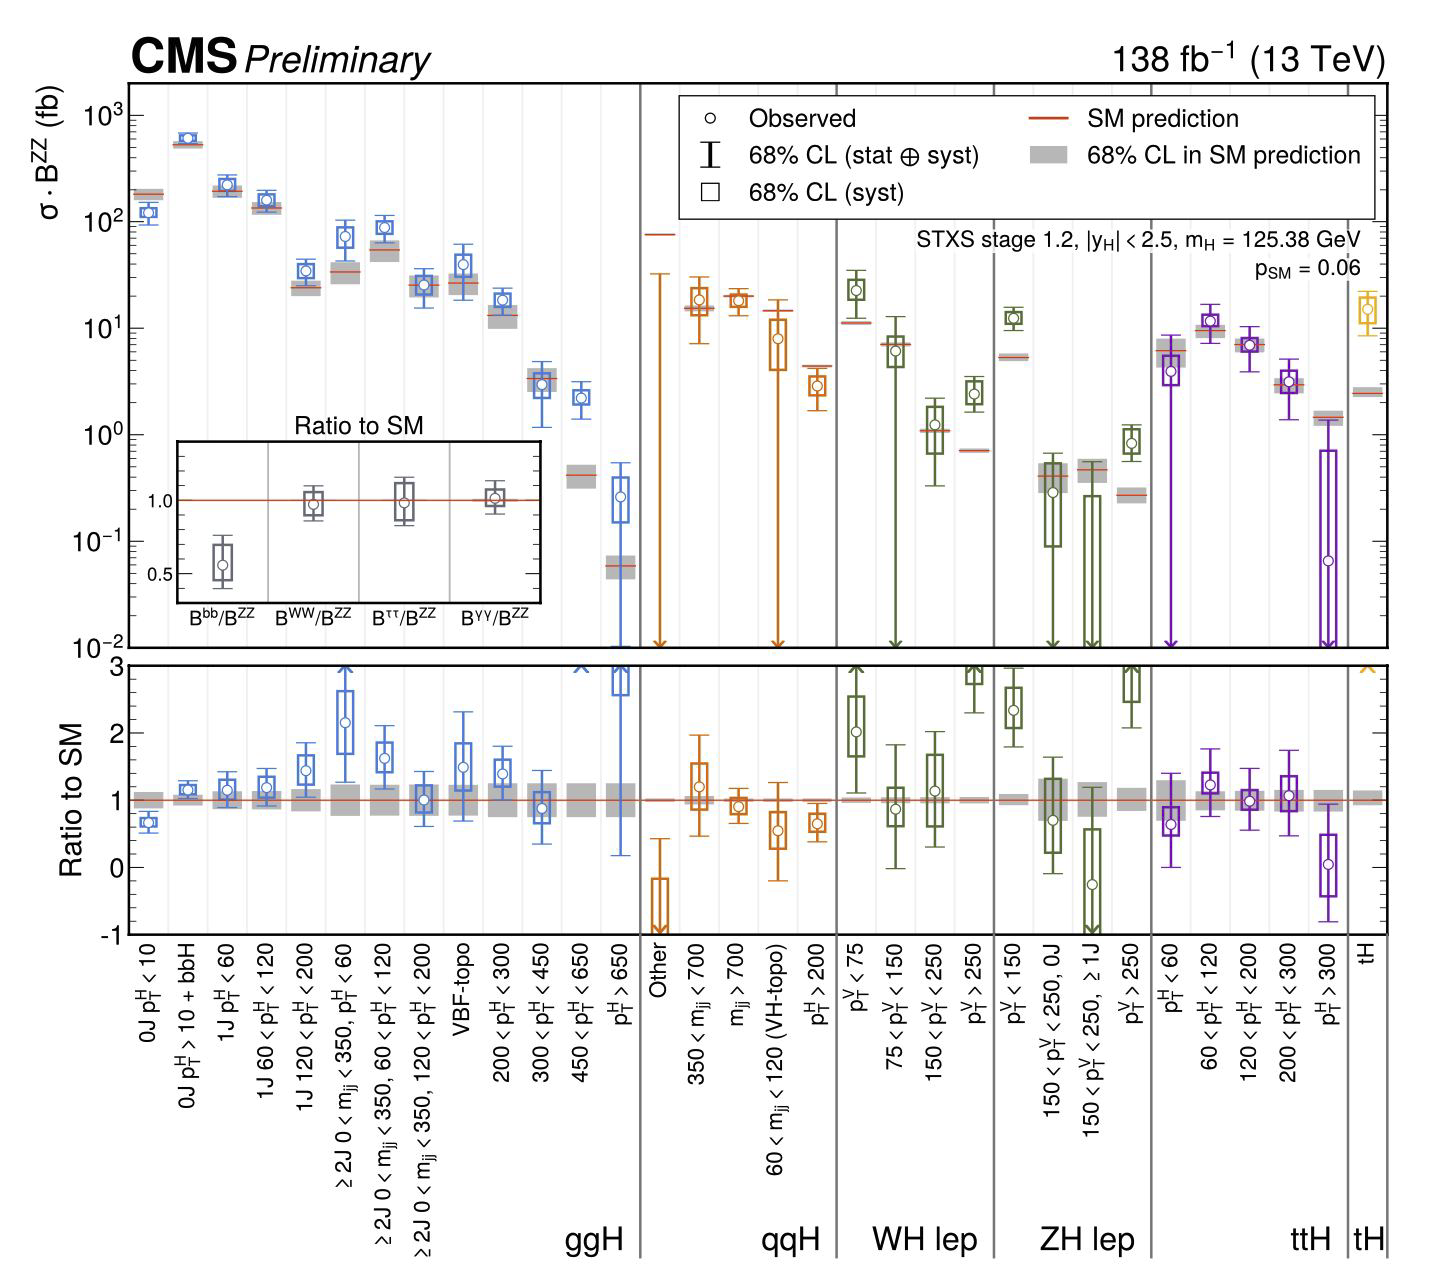 CMS Preliminary
138 fb⁻¹ (13 TeV)
σ · B^ZZ (fb)
10³
10²
10¹
10⁰
10⁻¹
10⁻²
Observed
68% CL (stat ⊕ syst)
68% CL (syst)
SM prediction
68% CL in SM prediction
STXS stage 1.2, |y_H| < 2.5, m_H = 125.38 GeV
p_SM = 0.06
Ratio to SM
1.0
0.5
B^bb/B^ZZ
B^WW/B^ZZ
B^ττ/B^ZZ
B^γγ/B^ZZ
Ratio to SM
3
2
1
0
-1
0J p_T^H < 10
0J p_T^H > 10 + bbH
1J p_T^H < 60
1J 60 < p_T^H < 120
1J 120 < p_T^H < 200
≥ 2J 0 < m_jj < 350, p_T^H < 60
≥ 2J 0 < m_jj < 350, 60 < p_T^H < 120
≥ 2J 0 < m_jj < 350, 120 < p_T^H < 200
VBF-topo
200 < p_T^H < 300
300 < p_T^H < 450
450 < p_T^H < 650
p_T^H > 650
Other
350 < m_jj < 700
m_jj > 700
60 < m_jj < 120 (VH-topo)
p_T^H > 200
p_T^V < 75
75 < p_T^V < 150
150 < p_T^V < 250
p_T^V > 250
p_T^V < 150
150 < p_T^V < 250, 0J
150 < p_T^V < 250, ≥ 1J
p_T^V > 250
p_T^H < 60
60 < p_T^H < 120
120 < p_T^H < 200
200 < p_T^H < 300
p_T^H > 300
tH
ggH
qqH
WH lep
ZH lep
ttH
tH